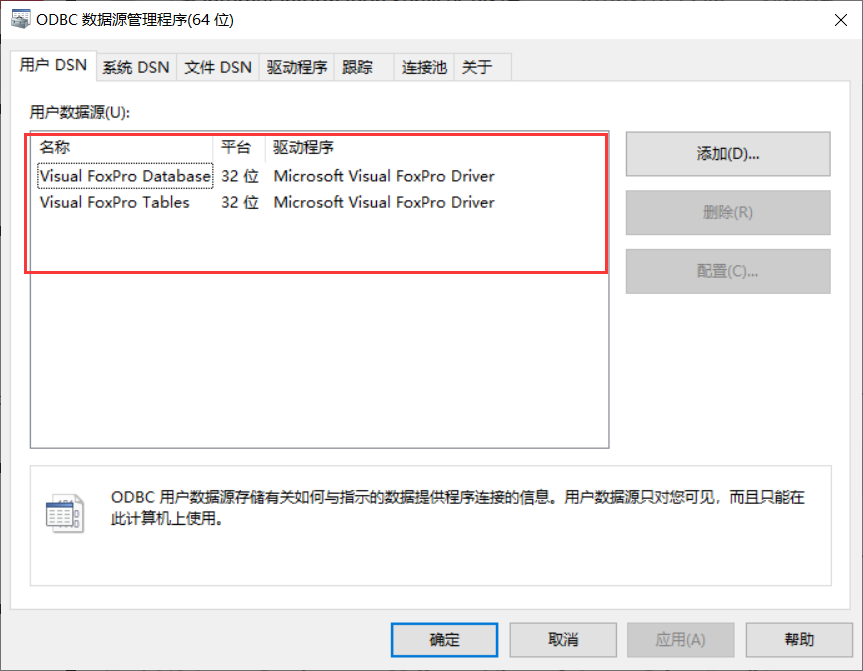 ODBC 数据源管理程序(64 位)
用户 DSN 系统 DSN 文件 DSN 驱动程序 跟踪 连接池 关于
用户数据源(U):
名称 平台 驱动程序
Visual FoxPro Database 32 位 Microsoft Visual FoxPro Driver
Visual FoxPro Tables 32 位 Microsoft Visual FoxPro Driver
添加(D)...
删除(R)
配置(C)...
ODBC 用户数据源存储有关如何与指示的数据提供程序连接的信息。用户数据源只对您可见，而且只能在
此计算机上使用。
确定 取消 应用(A) 帮助